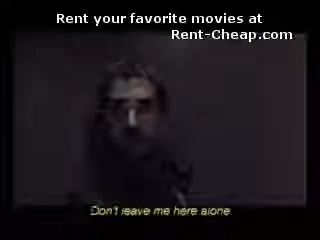 Rent your favorite movies at
Rent-Cheap.com
Don't leave me here alone.